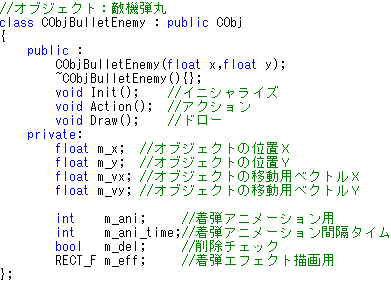 //オブジェクト：敵機弾丸
class CObjBulletEnemy : public CObj
{
public :
CObjBulletEnemy(float x,float y);
~CObjBulletEnemy(){};
void Init(); //イニシャライズ
void Action(); //アクション
void Draw(); //ドロー
private:
float m_x; //オブジェクトの位置Ｘ
float m_y; //オブジェクトの位置Ｙ
float m_vx; //オブジェクトの移動用ベクトルＸ
float m_vy; //オブジェクトの移動用ベクトルＹ
int m_ani; //着弾アニメーション用
int m_ani_time;//着弾アニメーション間隔タイム
bool m_del; //削除チェック
RECT_F m_eff; //着弾エフェクト描画用
};